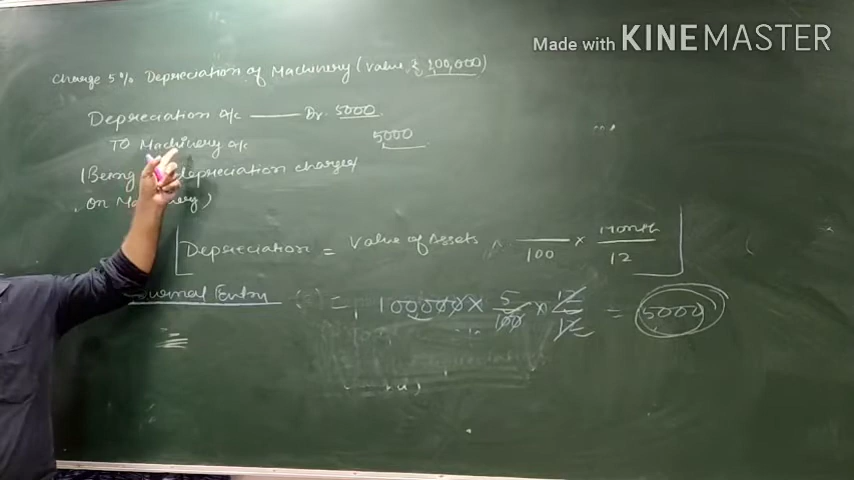 Made with KINEMASTER
Charge 5% Depreciation of Machinery (Value ₹ 100,000)
Depreciation A/c —— Dr. 5000
To Machinery A/c 5000
(Being depreciation charged
on Machinery)
Depreciation = Value of Assets × —/100 × Month/12
Journal Entry = 100000 × 5/100 × 12/12 = 5000